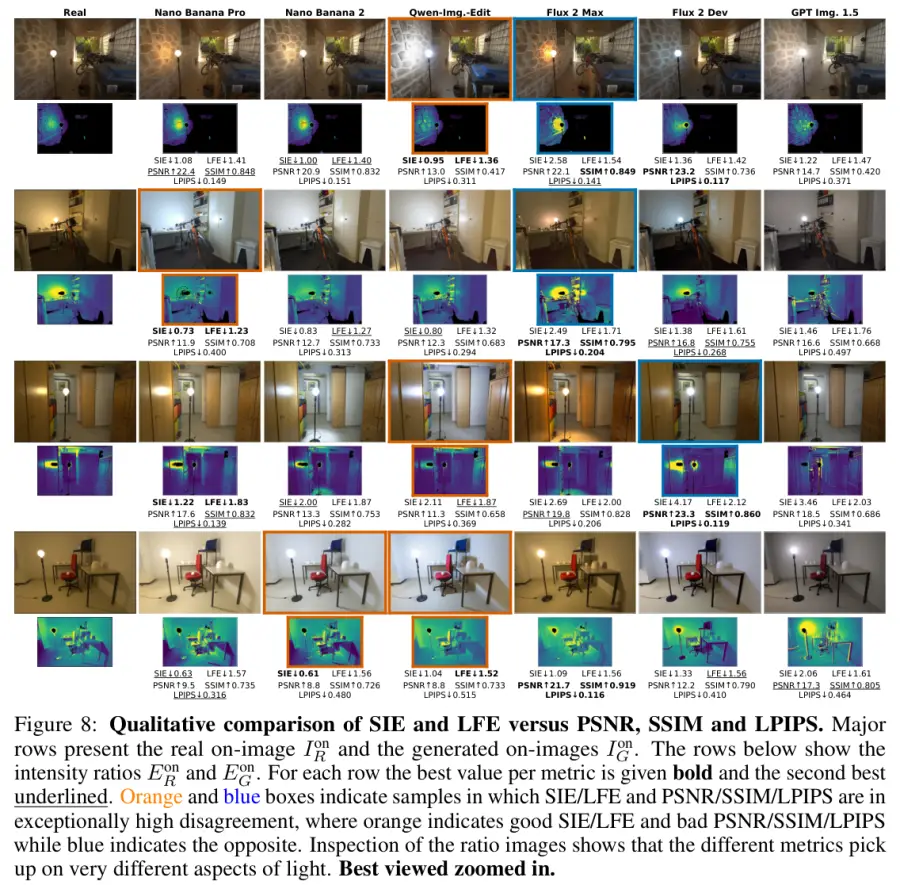 Real Nano Banana Pro Nano Banana 2 Qwen-Img.-Edit Flux 2 Max Flux 2 Dev GPT Img. 1.5
SIE↓1.08 LFE↓1.41 SIE↓1.00 LFE↓1.40 SIE↓0.95 LFE↓1.36 SIE↓2.58 LFE↓1.54 SIE↓1.36 LFE↓1.42 SIE↓1.22 LFE↓1.47
PSNR↑22.4 SSIM↑0.848 PSNR↑20.9 SSIM↑0.832 PSNR↑13.0 SSIM↑0.417 PSNR↑22.1 SSIM↑0.849 PSNR↑23.2 SSIM↑0.736 PSNR↑14.7 SSIM↑0.420
LPIPS↓0.149 LPIPS↓0.151 LPIPS↓0.311 LPIPS↓0.141 LPIPS↓0.117 LPIPS↓0.371
SIE↓0.73 LFE↓1.23 SIE↓0.83 LFE↓1.27 SIE↓0.80 LFE↓1.32 SIE↓2.49 LFE↓1.71 SIE↓1.38 LFE↓1.61 SIE↓1.46 LFE↓1.76
PSNR↑11.9 SSIM↑0.708 PSNR↑12.7 SSIM↑0.733 PSNR↑12.3 SSIM↑0.683 PSNR↑17.3 SSIM↑0.795 PSNR↑16.8 SSIM↑0.755 PSNR↑16.6 SSIM↑0.668
LPIPS↓0.400 LPIPS↓0.313 LPIPS↓0.294 LPIPS↓0.204 LPIPS↓0.268 LPIPS↓0.497
SIE↓1.22 LFE↓1.83 SIE↓2.00 LFE↓1.87 SIE↓2.11 LFE↓1.87 SIE↓2.69 LFE↓2.00 SIE↓4.17 LFE↓2.12 SIE↓3.46 LFE↓2.03
PSNR↑17.6 SSIM↑0.832 PSNR↑13.3 SSIM↑0.753 PSNR↑11.3 SSIM↑0.658 PSNR↑19.8 SSIM↑0.828 PSNR↑23.3 SSIM↑0.860 PSNR↑18.5 SSIM↑0.686
LPIPS↓0.139 LPIPS↓0.282 LPIPS↓0.369 LPIPS↓0.206 LPIPS↓0.119 LPIPS↓0.341
SIE↓0.63 LFE↓1.57 SIE↓0.61 LFE↓1.56 SIE↓1.04 LFE↓1.52 SIE↓1.09 LFE↓1.56 SIE↓1.33 LFE↓1.56 SIE↓2.06 LFE↓1.61
PSNR↑9.5 SSIM↑0.735 PSNR↑8.8 SSIM↑0.726 PSNR↑8.8 SSIM↑0.733 PSNR↑21.7 SSIM↑0.919 PSNR↑12.2 SSIM↑0.790 PSNR↑17.3 SSIM↑0.805
LPIPS↓0.316 LPIPS↓0.480 LPIPS↓0.515 LPIPS↓0.116 LPIPS↓0.410 LPIPS↓0.464
Figure 8: Qualitative comparison of SIE and LFE versus PSNR, SSIM and LPIPS. Major
rows present the real on-image I_R^on and the generated on-images I_G^on. The rows below show the
intensity ratios E_R^on and E_G^on. For each row the best value per metric is given bold and the second best
underlined. Orange and blue boxes indicate samples in which SIE/LFE and PSNR/SSIM/LPIPS are in
exceptionally high disagreement, where orange indicates good SIE/LFE and bad PSNR/SSIM/LPIPS
while blue indicates the opposite. Inspection of the ratio images shows that the different metrics pick
up on very different aspects of light. Best viewed zoomed in.